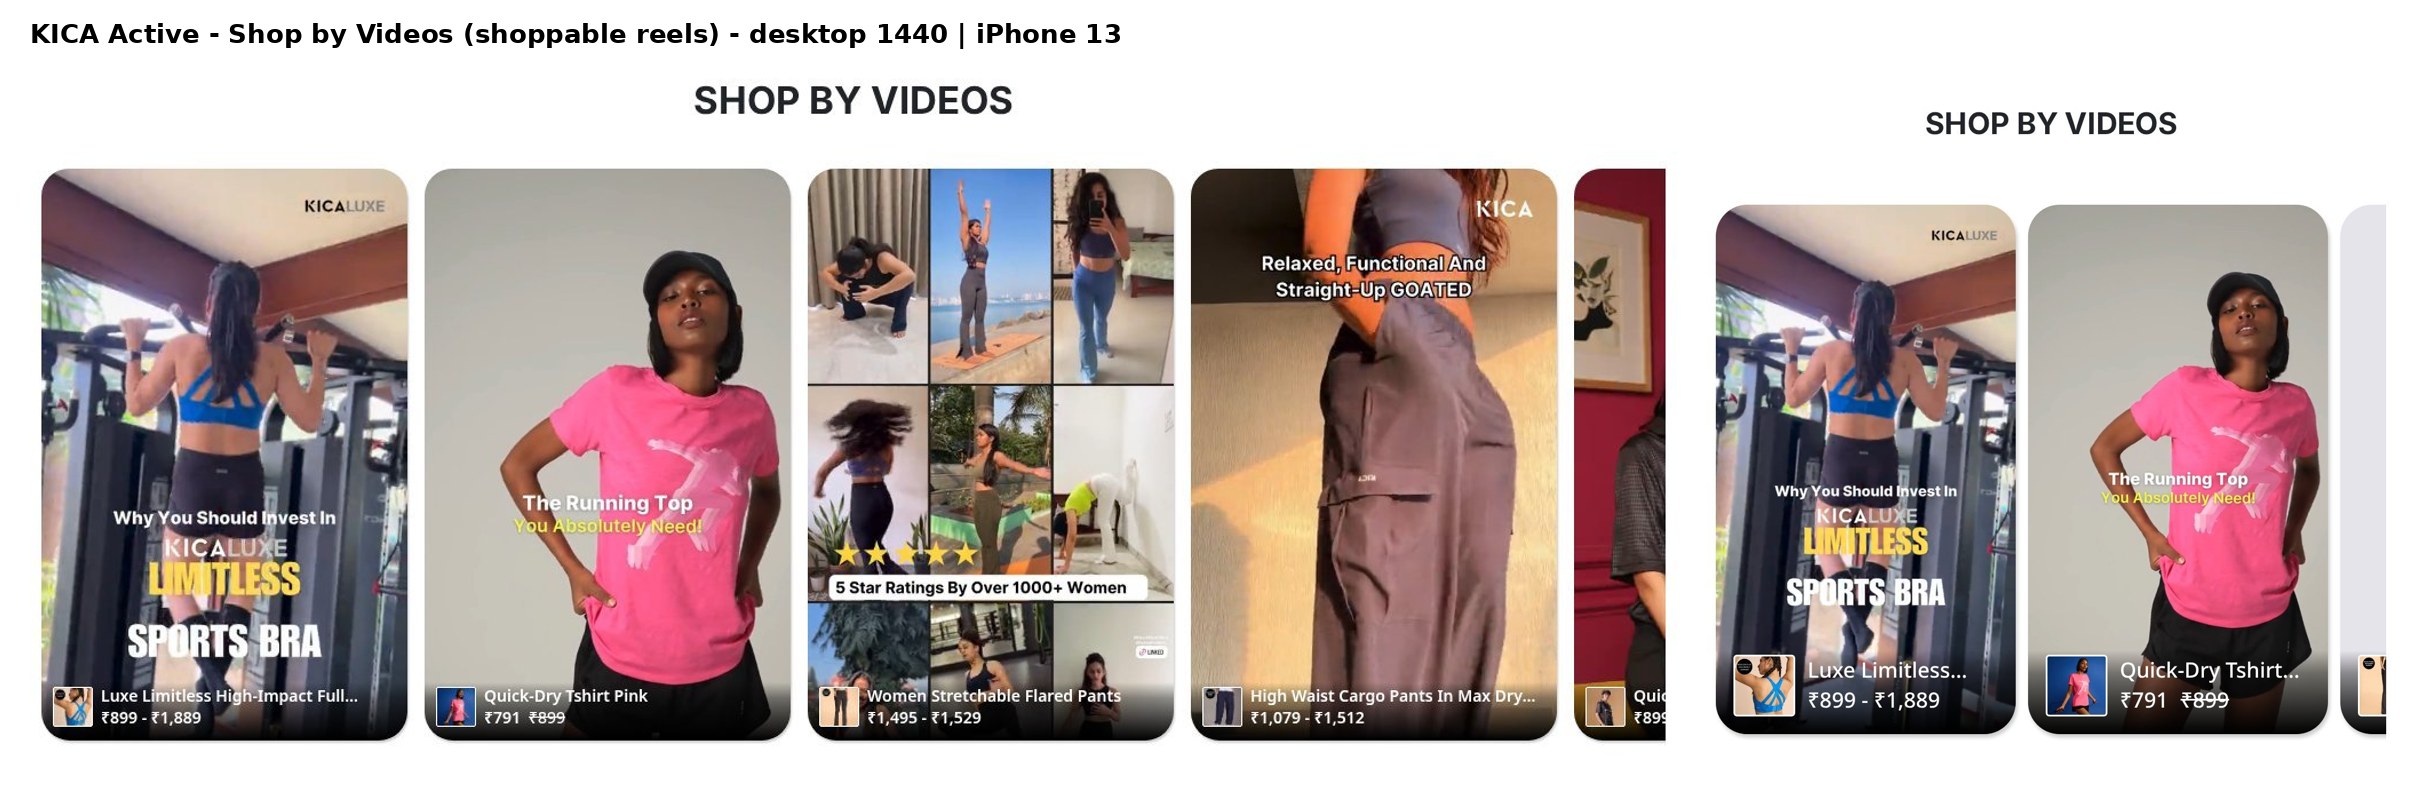 KICA Active - Shop by Videos (shoppable reels) - desktop 1440 | iPhone 13
SHOP BY VIDEOS
KICALUXE
Why You Should Invest In
KICALUXE
LIMITLESS
SPORTS BRA
Luxe Limitless High-Impact Full...
₹899 - ₹1,889
The Running Top
You Absolutely Need!
Quick-Dry Tshirt Pink
₹791 ₹899
5 Star Ratings By Over 1000+ Women
LINKED
Women Stretchable Flared Pants
₹1,495 - ₹1,529
KICA
Relaxed, Functional And
Straight-Up GOATED
KICA
High Waist Cargo Pants In Max Dry...
₹1,079 - ₹1,512
Quic
₹899
SHOP BY VIDEOS
KICALUXE
Why You Should Invest In
KICALUXE
LIMITLESS
SPORTS BRA
Luxe Limitless...
₹899 - ₹1,889
The Running Top
You Absolutely Need!
Quick-Dry Tshirt...
₹791 ₹899